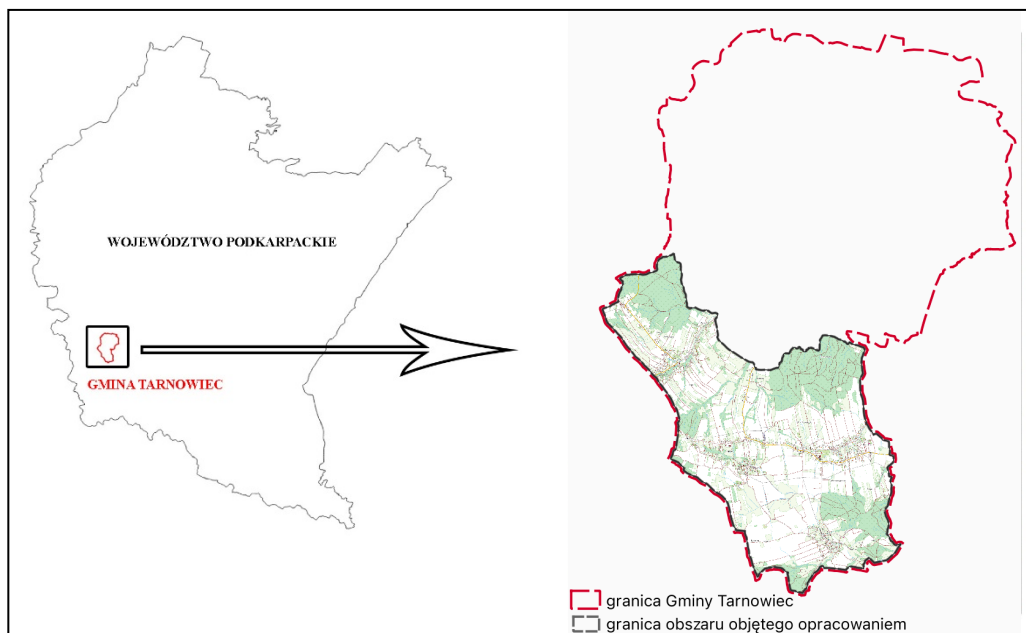 WOJEWÓDZTWO PODKARPACKIE
GMINA TARNOWIEC
granica Gminy Tarnowiec
granica obszaru objętego opracowaniem